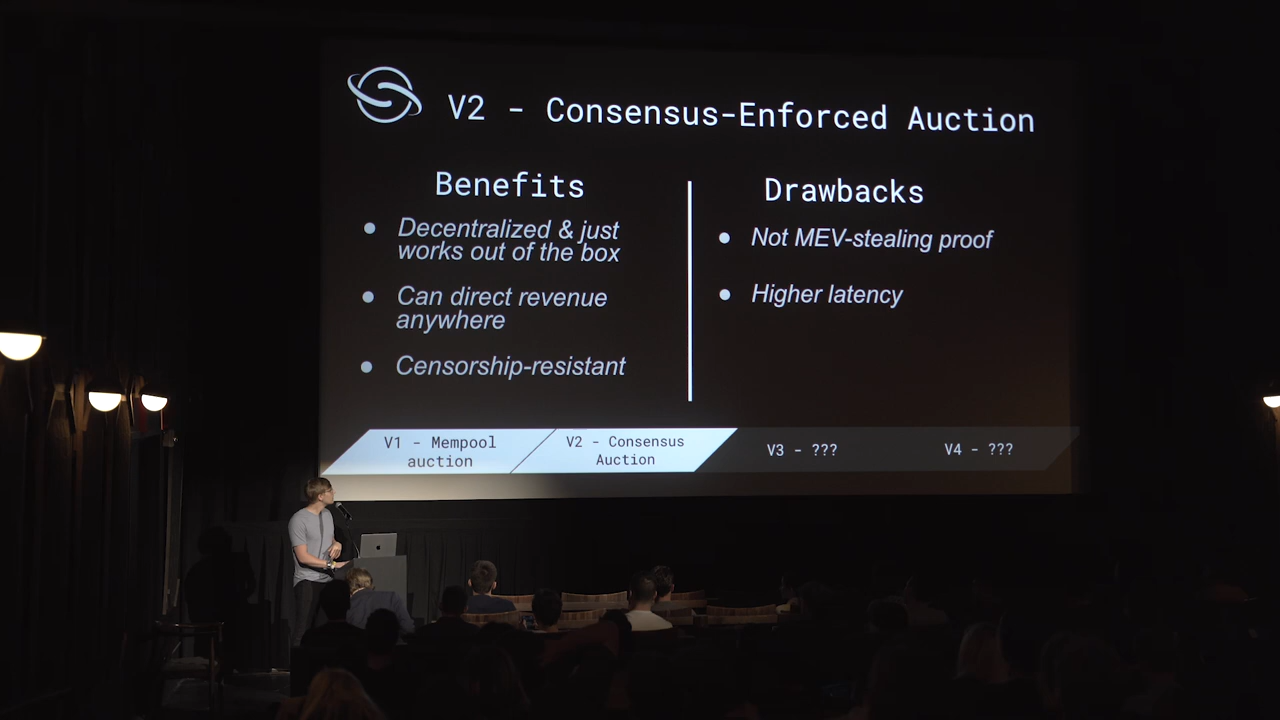 V2 - Consensus-Enforced Auction
Benefits
● Decentralized & just
works out of the box
● Can direct revenue
anywhere
● Censorship-resistant
Drawbacks
● Not MEV-stealing proof
● Higher latency
V1 - Mempool
auction
V2 - Consensus
Auction
V3 - ???
V4 - ???